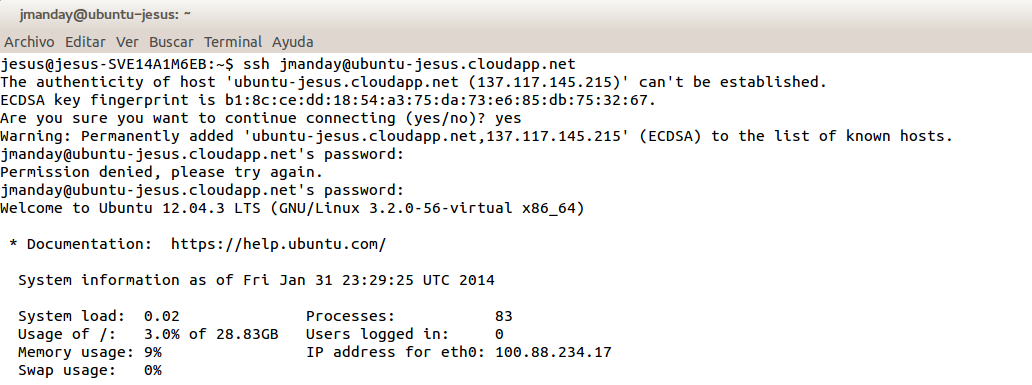 jmanday@ubuntu-jesus: ~
Archivo Editar Ver Buscar Terminal Ayuda
jesus@jesus-SVE14A1M6EB:~$ ssh jmanday@ubuntu-jesus.cloudapp.net
The authenticity of host 'ubuntu-jesus.cloudapp.net (137.117.145.215)' can't be established.
ECDSA key fingerprint is b1:8c:ce:dd:18:54:a3:75:da:73:e6:85:db:75:32:67.
Are you sure you want to continue connecting (yes/no)? yes
Warning: Permanently added 'ubuntu-jesus.cloudapp.net,137.117.145.215' (ECDSA) to the list of known hosts.
jmanday@ubuntu-jesus.cloudapp.net's password:
Permission denied, please try again.
jmanday@ubuntu-jesus.cloudapp.net's password:
Welcome to Ubuntu 12.04.3 LTS (GNU/Linux 3.2.0-56-virtual x86_64)
* Documentation: https://help.ubuntu.com/
System information as of Fri Jan 31 23:29:25 UTC 2014
System load: 0.02 Processes: 83
Usage of /: 3.0% of 28.83GB Users logged in: 0
Memory usage: 9% IP address for eth0: 100.88.234.17
Swap usage: 0%